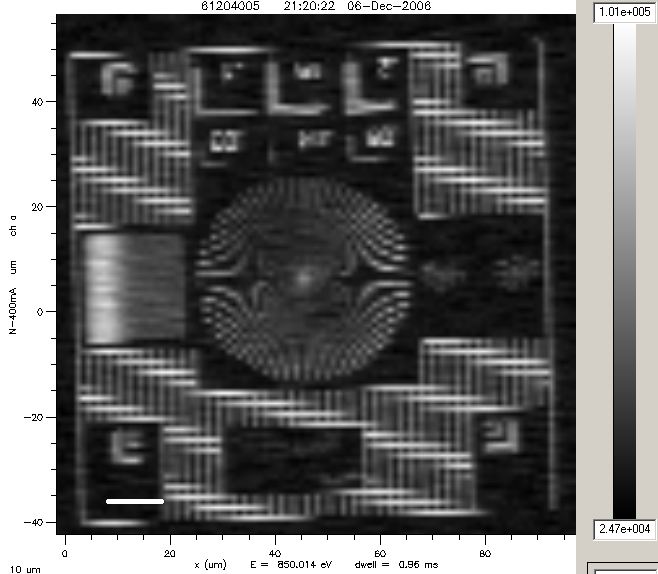 61204005 21:20:22 06-Dec-2006
1.01e+005
40
20
0
−20
−40
N-400mA um ch a
0 20 40 60 80
10 um x (um) E = 850.014 eV dwell = 0.96 ms
2.47e+004